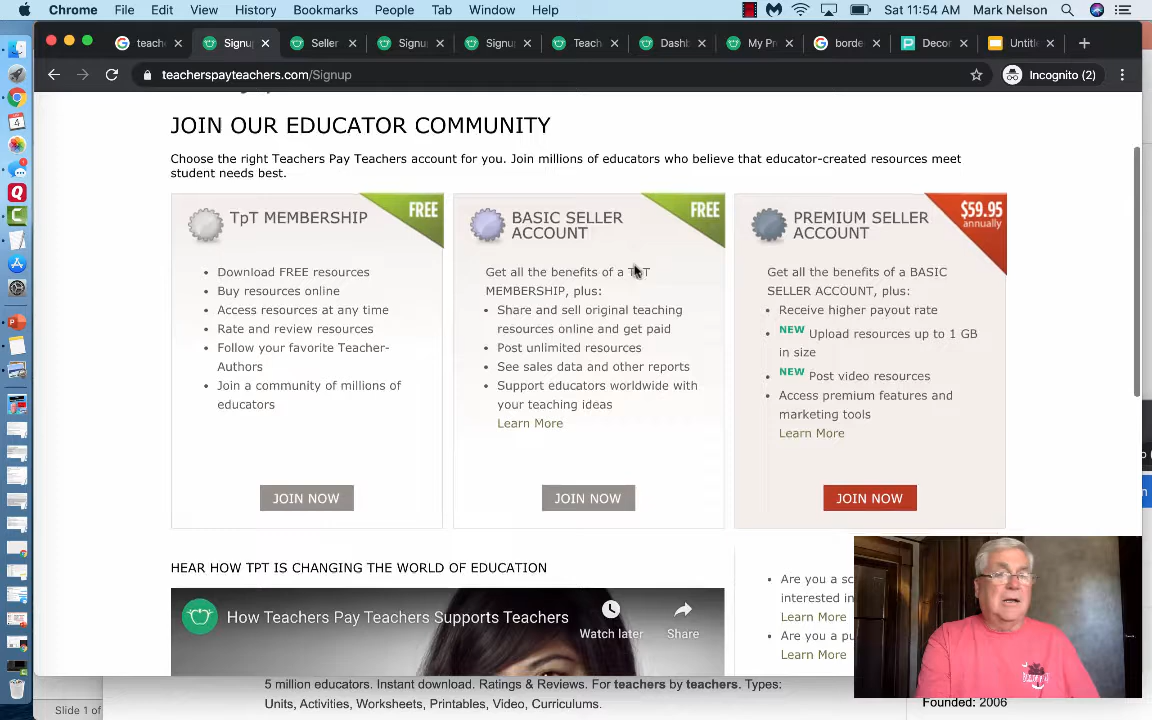 Chrome File Edit View History Bookmarks People Tab Window Help Sat 11:54 AM Mark Nelson
teache Signu Seller Signu Signu Teach Dashb My Pr borde Decor Untitle
teacherspayteachers.com/Signup Incognito (2)
JOIN OUR EDUCATOR COMMUNITY
Choose the right Teachers Pay Teachers account for you. Join millions of educators who believe that educator-created resources meet
student needs best.
TpT MEMBERSHIP
FREE
Download FREE resources
Buy resources online
Access resources at any time
Rate and review resources
Follow your favorite Teacher-
Authors
Join a community of millions of
educators
JOIN NOW
BASIC SELLER
ACCOUNT
FREE
Get all the benefits of a TpT
MEMBERSHIP, plus:
Share and sell original teaching
resources online and get paid
Post unlimited resources
See sales data and other reports
Support educators worldwide with
your teaching ideas
Learn More
JOIN NOW
PREMIUM SELLER
ACCOUNT
$59.95
annually
Get all the benefits of a BASIC
SELLER ACCOUNT, plus:
Receive higher payout rate
NEW Upload resources up to 1 GB
in size
NEW Post video resources
Access premium features and
marketing tools
Learn More
JOIN NOW
HEAR HOW TPT IS CHANGING THE WORLD OF EDUCATION
How Teachers Pay Teachers Supports Teachers
Watch later
Share
Are you a sc
interested in
Learn More
Are you a pu
Learn More
5 million educators. Instant download. Ratings & Reviews. For teachers by teachers. Types:
Units, Activities, Worksheets, Printables, Video, Curriculums.
Founded: 2006
Slide 1 of